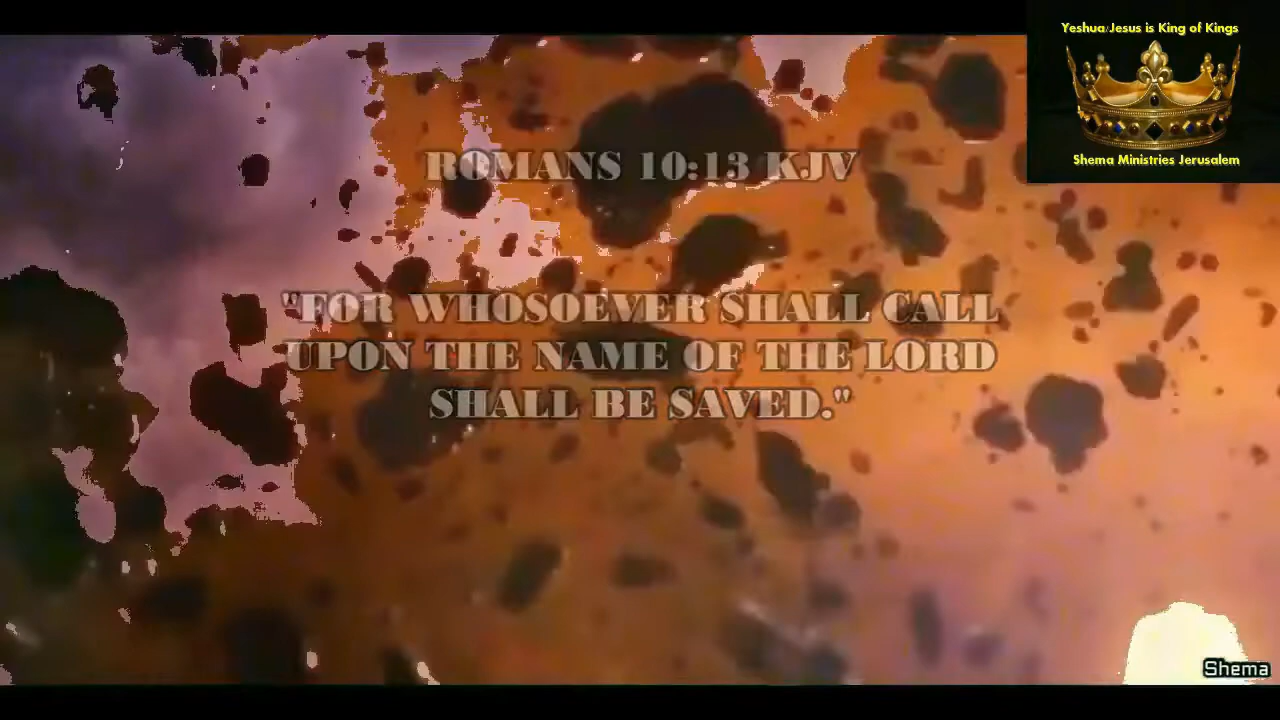 Yeshua Jesus is King of Kings
Shema Ministries Jerusalem
ROMANS 10:13 KJV
"FOR WHOSOEVER SHALL CALL
UPON THE NAME OF THE LORD
SHALL BE SAVED."
Shema